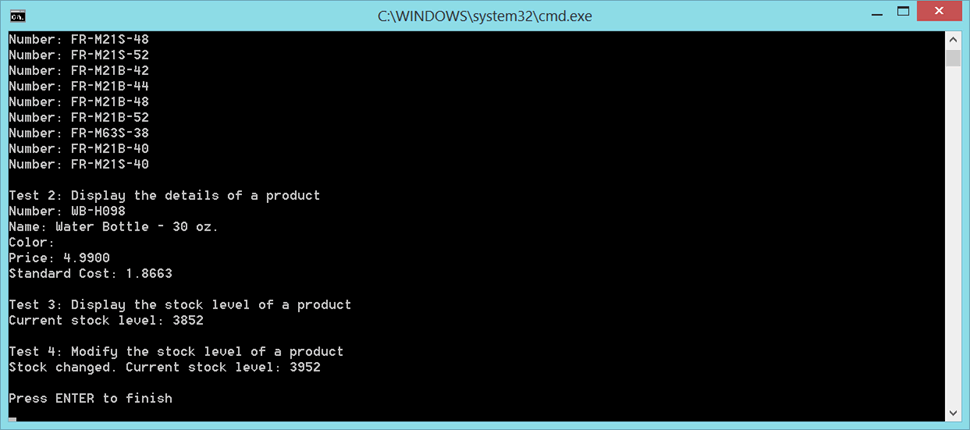 C:\WINDOWS\system32\cmd.exe
Number: FR-M21S-48
Number: FR-M21S-52
Number: FR-M21B-42
Number: FR-M21B-44
Number: FR-M21B-48
Number: FR-M21B-52
Number: FR-M63S-38
Number: FR-M21B-40
Number: FR-M21S-40
Test 2: Display the details of a product
Number: WB-H098
Name: Water Bottle - 30 oz.
Color:
Price: 4.9900
Standard Cost: 1.8663
Test 3: Display the stock level of a product
Current stock level: 3852
Test 4: Modify the stock level of a product
Stock changed. Current stock level: 3952
Press ENTER to finish